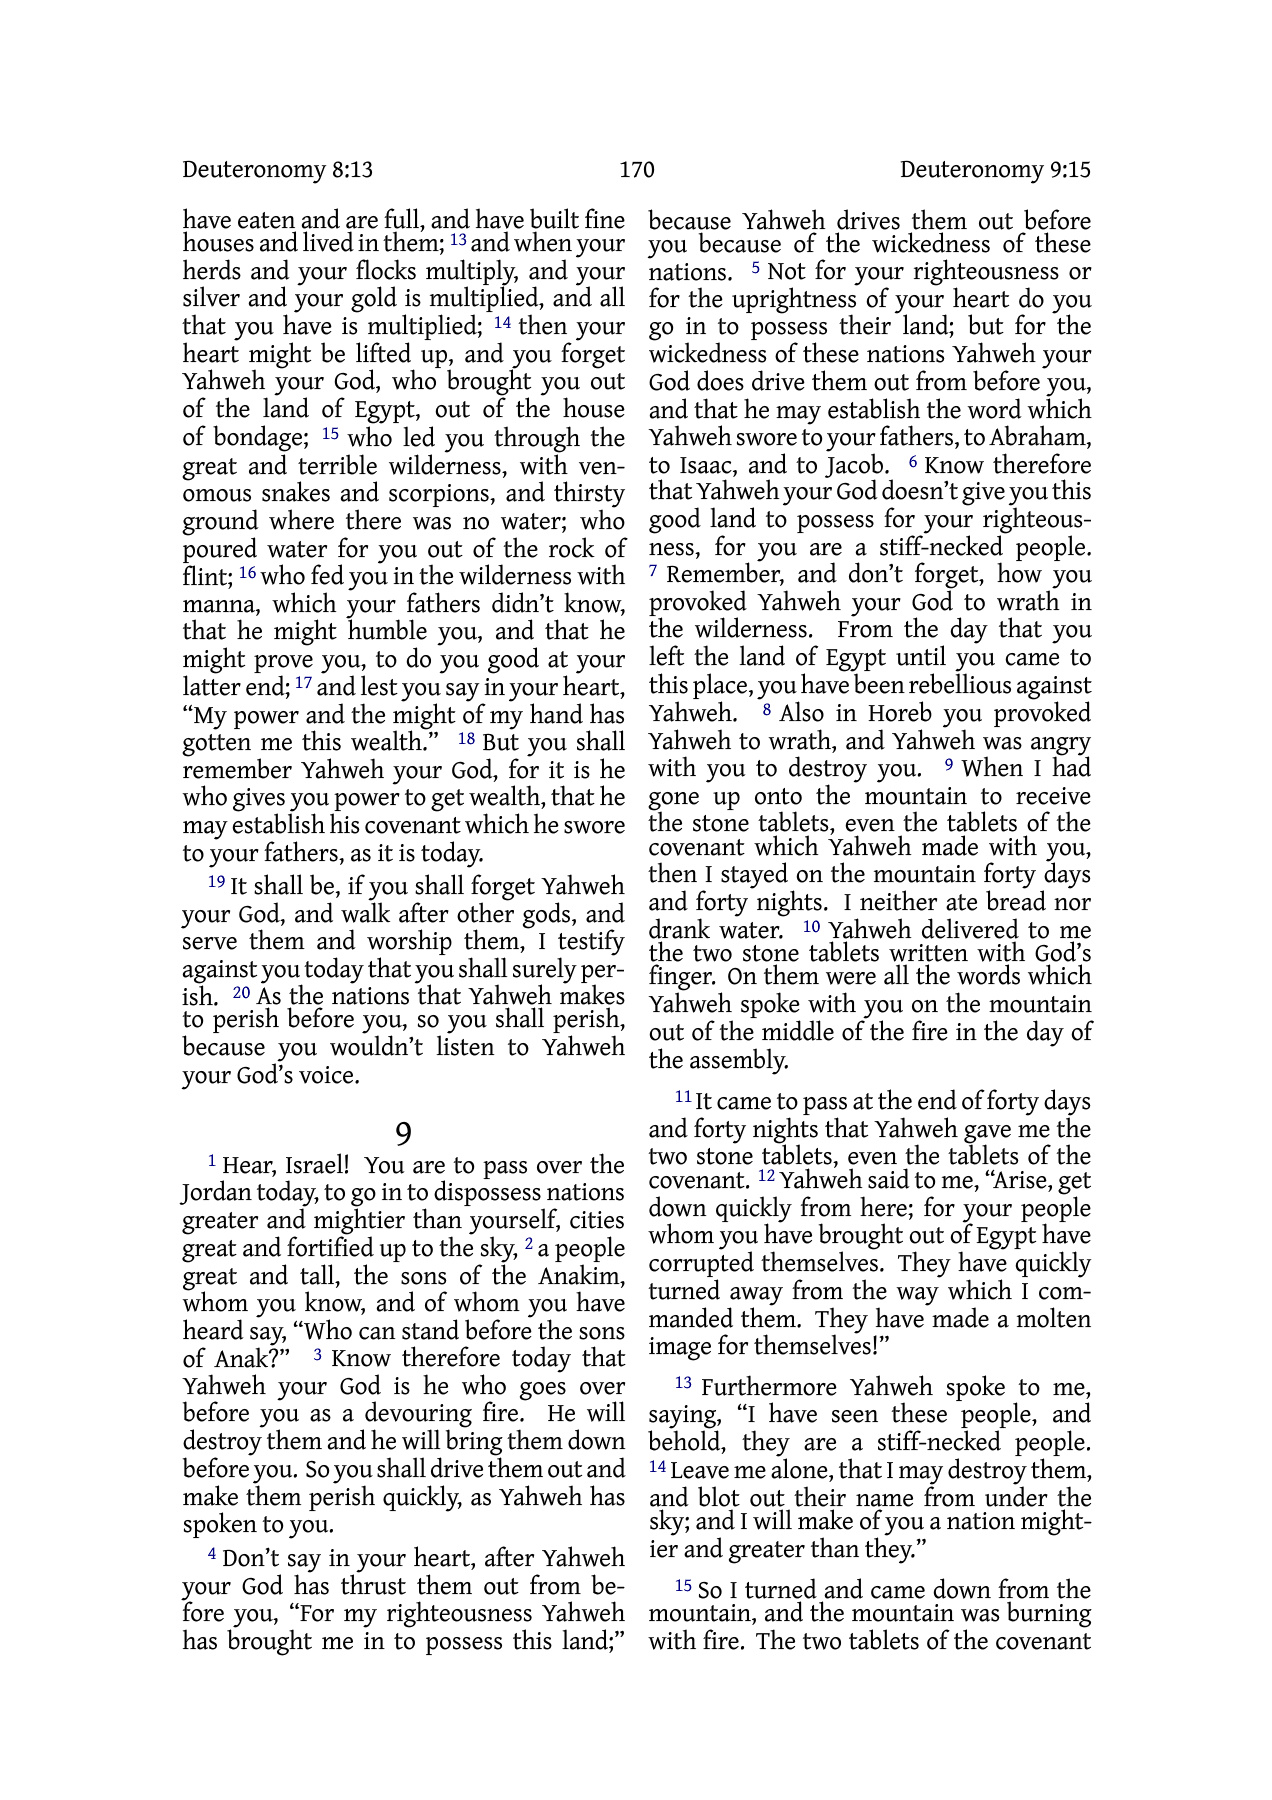 Deuteronomy 8:13 170 Deuteronomy 9:15
have eaten and are full, and have built fine
houses and lived in them; 13 and when your
herds and your flocks multiply, and your
silver and your gold is multiplied, and all
that you have is multiplied; 14 then your
heart might be lifted up, and you forget
Yahweh your God, who brought you out
of the land of Egypt, out of the house
of bondage; 15 who led you through the
great and terrible wilderness, with ven-
omous snakes and scorpions, and thirsty
ground where there was no water; who
poured water for you out of the rock of
flint; 16 who fed you in the wilderness with
manna, which your fathers didn’t know,
that he might humble you, and that he
might prove you, to do you good at your
latter end; 17 and lest you say in your heart,
“My power and the might of my hand has
gotten me this wealth.” 18 But you shall
remember Yahweh your God, for it is he
who gives you power to get wealth, that he
may establish his covenant which he swore
to your fathers, as it is today.
19 It shall be, if you shall forget Yahweh
your God, and walk after other gods, and
serve them and worship them, I testify
against you today that you shall surely per-
ish. 20 As the nations that Yahweh makes
to perish before you, so you shall perish,
because you wouldn’t listen to Yahweh
your God’s voice.
9
1 Hear, Israel! You are to pass over the
Jordan today, to go in to dispossess nations
greater and mightier than yourself, cities
great and fortified up to the sky, 2 a people
great and tall, the sons of the Anakim,
whom you know, and of whom you have
heard say, “Who can stand before the sons
of Anak?” 3 Know therefore today that
Yahweh your God is he who goes over
before you as a devouring fire. He will
destroy them and he will bring them down
before you. So you shall drive them out and
make them perish quickly, as Yahweh has
spoken to you.
4 Don’t say in your heart, after Yahweh
your God has thrust them out from be-
fore you, “For my righteousness Yahweh
has brought me in to possess this land;”
because Yahweh drives them out before
you because of the wickedness of these
nations. 5 Not for your righteousness or
for the uprightness of your heart do you
go in to possess their land; but for the
wickedness of these nations Yahweh your
God does drive them out from before you,
and that he may establish the word which
Yahweh swore to your fathers, to Abraham,
to Isaac, and to Jacob. 6 Know therefore
that Yahweh your God doesn’t give you this
good land to possess for your righteous-
ness, for you are a stiff-necked people.
7 Remember, and don’t forget, how you
provoked Yahweh your God to wrath in
the wilderness. From the day that you
left the land of Egypt until you came to
this place, you have been rebellious against
Yahweh. 8 Also in Horeb you provoked
Yahweh to wrath, and Yahweh was angry
with you to destroy you. 9 When I had
gone up onto the mountain to receive
the stone tablets, even the tablets of the
covenant which Yahweh made with you,
then I stayed on the mountain forty days
and forty nights. I neither ate bread nor
drank water. 10 Yahweh delivered to me
the two stone tablets written with God’s
finger. On them were all the words which
Yahweh spoke with you on the mountain
out of the middle of the fire in the day of
the assembly.
11 It came to pass at the end of forty days
and forty nights that Yahweh gave me the
two stone tablets, even the tablets of the
covenant. 12 Yahweh said to me, “Arise, get
down quickly from here; for your people
whom you have brought out of Egypt have
corrupted themselves. They have quickly
turned away from the way which I com-
manded them. They have made a molten
image for themselves!”
13 Furthermore Yahweh spoke to me,
saying, “I have seen these people, and
behold, they are a stiff-necked people.
14 Leave me alone, that I may destroy them,
and blot out their name from under the
sky; and I will make of you a nation might-
ier and greater than they.”
15 So I turned and came down from the
mountain, and the mountain was burning
with fire. The two tablets of the covenant